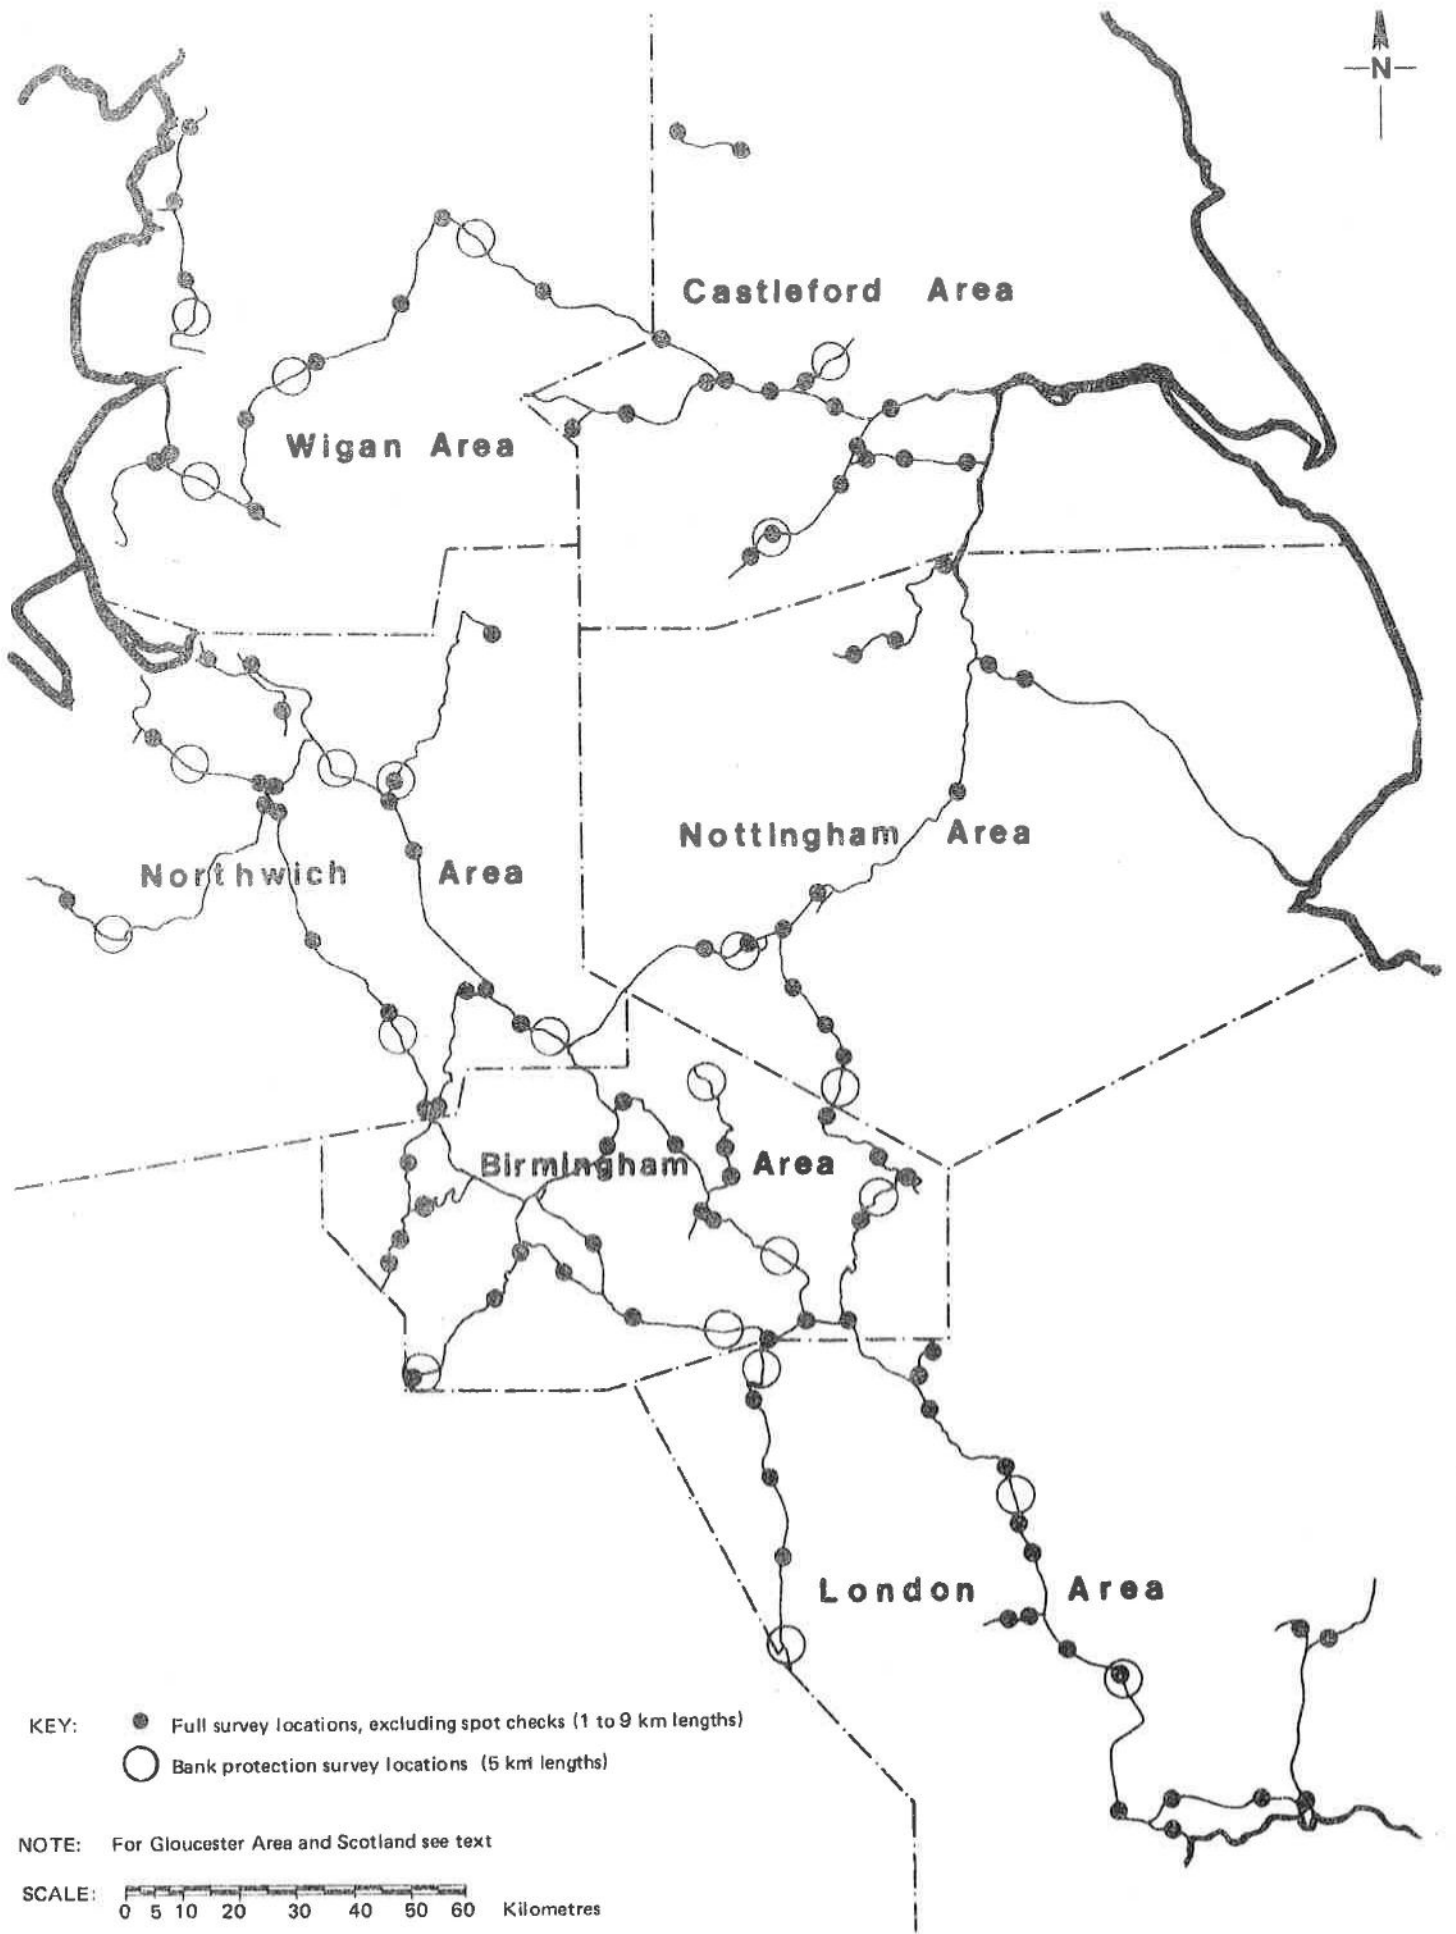 N
Castleford Area
Wigan Area
Nottingham Area
Northwich Area
Birmingham Area
London Area
KEY:
Full survey locations, excluding spot checks (1 to 9 km lengths)
Bank protection survey locations (5 km lengths)
NOTE: For Gloucester Area and Scotland see text
SCALE:
0 5 10 20 30 40 50 60 Kilometres